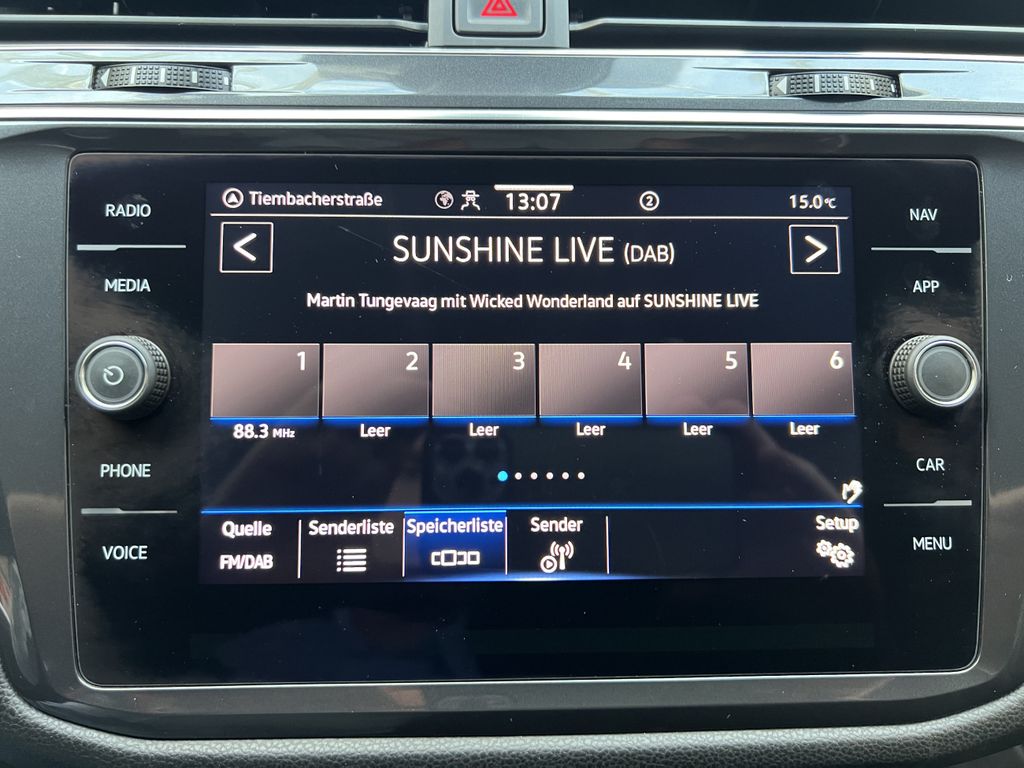 RADIO
MEDIA
PHONE
VOICE
Tiembacherstraße 13:07 2 15.0°C
< SUNSHINE LIVE (DAB) >
Martin Tungevaag mit Wicked Wonderland auf SUNSHINE LIVE
1 2 3 4 5 6
88.3 MHz Leer Leer Leer Leer Leer
Quelle Senderliste Speicherliste Sender Setup
FM/DAB
NAV
APP
CAR
MENU